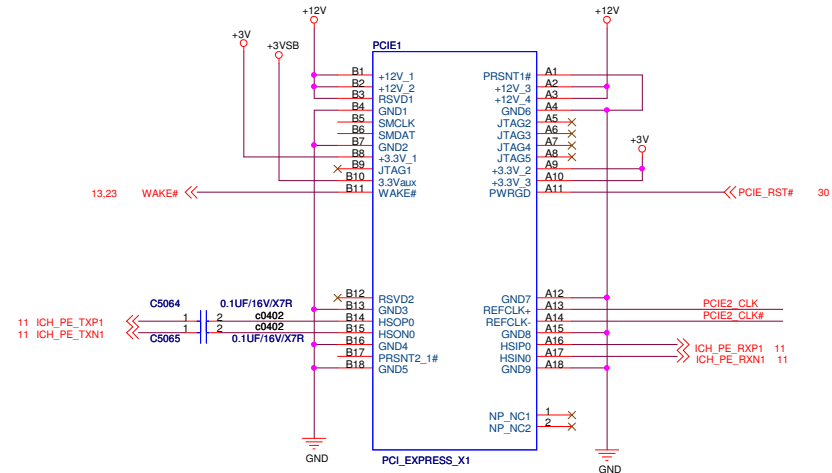 +12V +12V
+3V
+3VSB PCIE1
B1 +12V_1 PRSNT1# A1
B2 +12V_2 +12V_3 A2
B3 RSVD1 +12V_4 A3
B4 GND1 GND6 A4
B5 SMCLK JTAG2 A5
B6 SMDAT JTAG3 A6
B7 GND2 JTAG4 A7 +3V
B8 +3.3V_1 JTAG5 A8
B9 JTAG1 +3.3V_2 A9
B10 3.3Vaux +3.3V_3 A10
13,23 WAKE# B11 WAKE# PWRGD A11 PCIE_RST# 30
B12 RSVD2 GND7 A12
C5064 0.1UF/16V/X7R B13 GND3 REFCLK+ A13 PCIE2_CLK
11 ICH_PE_TXP1 1 2 c0402 B14 HSOP0 REFCLK- A14 PCIE2_CLK#
11 ICH_PE_TXN1 1 2 c0402 B15 HSON0 GND8 A15
C5065 0.1UF/16V/X7R B16 GND4 HSIP0 A16 ICH_PE_RXP1 11
B17 PRSNT2_1# HSIN0 A17 ICH_PE_RXN1 11
B18 GND5 GND9 A18
NP_NC1 1
NP_NC2 2
GND PCI_EXPRESS_X1 GND